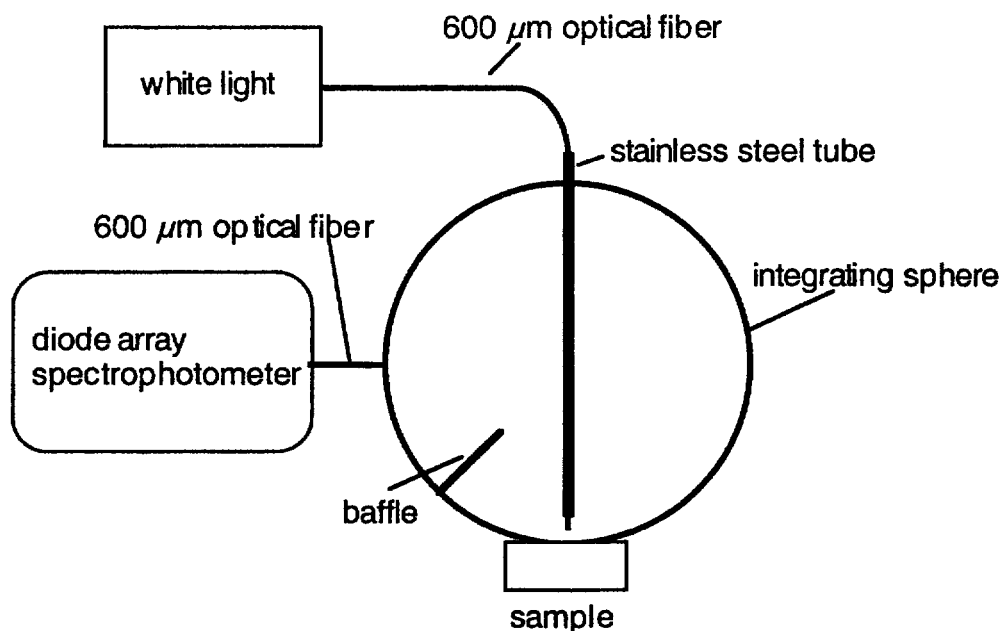 600 µm optical fiber
white light
stainless steel tube
600 µm optical fiber
integrating sphere
diode array
spectrophotometer
baffle
sample